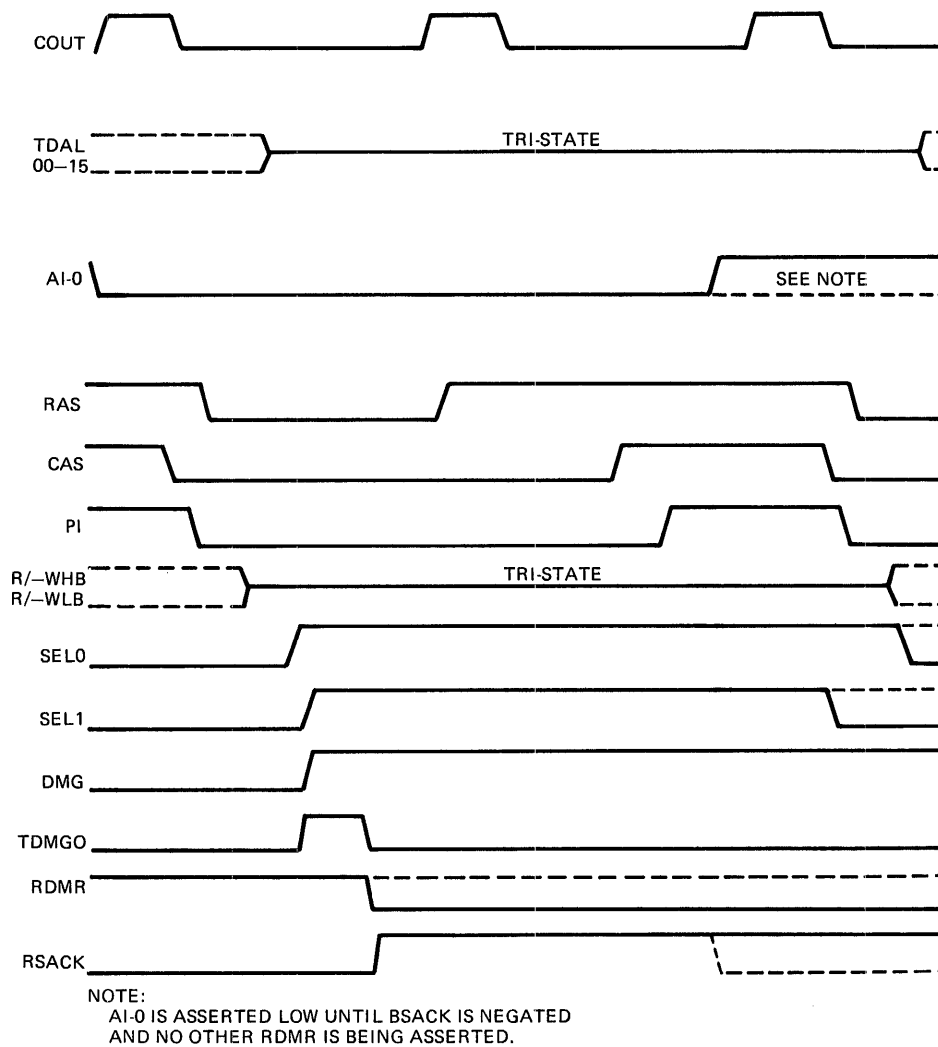 COUT
TDAL
00–15
TRI-STATE
AI-0
SEE NOTE
RAS
CAS
PI
R/–WHB
R/–WLB
TRI-STATE
SEL0
SEL1
DMG
TDMGO
RDMR
RSACK
NOTE:
AI-0 IS ASSERTED LOW UNTIL BSACK IS NEGATED
AND NO OTHER RDMR IS BEING ASSERTED.